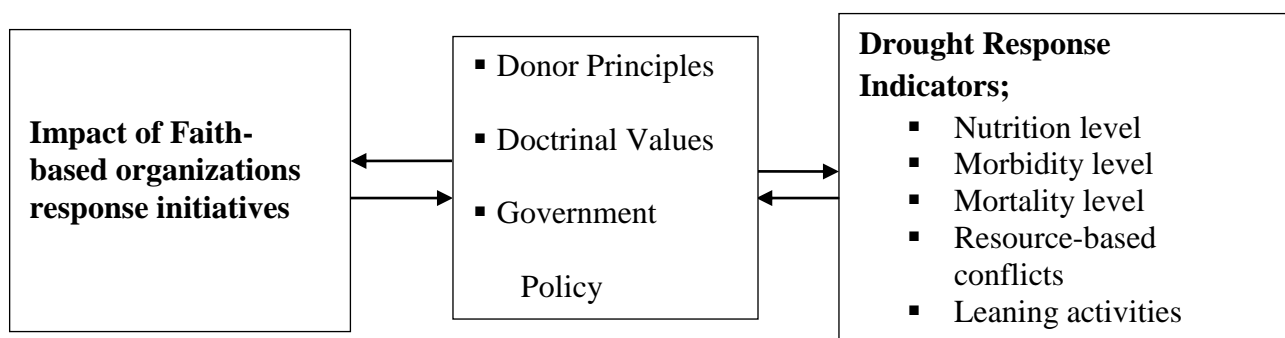 Impact of Faith-
based organizations
response initiatives
▪ Donor Principles
▪ Doctrinal Values
▪ Government
Policy
Drought Response
Indicators;
▪ Nutrition level
▪ Morbidity level
▪ Mortality level
▪ Resource-based
conflicts
▪ Leaning activities